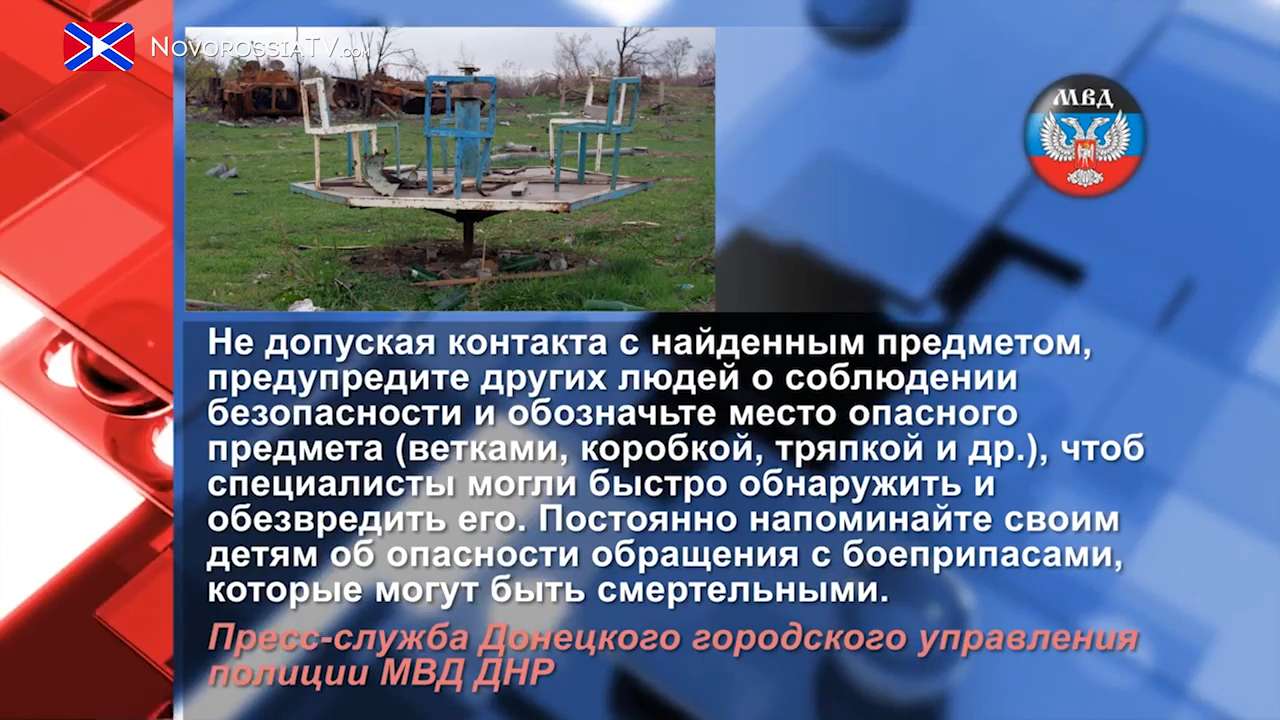 NOVOROSSIATV.COM
МВД
Не допуская контакта с найденным предметом,
предупредите других людей о соблюдении
безопасности и обозначьте место опасного
предмета (ветками, коробкой, тряпкой и др.), чтоб
специалисты могли быстро обнаружить и
обезвредить его. Постоянно напоминайте своим
детям об опасности обращения с боеприпасами,
которые могут быть смертельными.
Пресс-служба Донецкого городского управления
полиции МВД ДНР